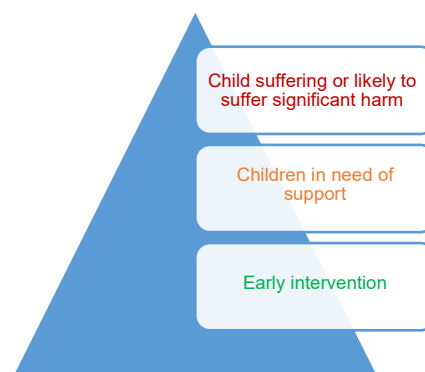 Child suffering or likely to
suffer significant harm
Children in need of
support
Early intervention